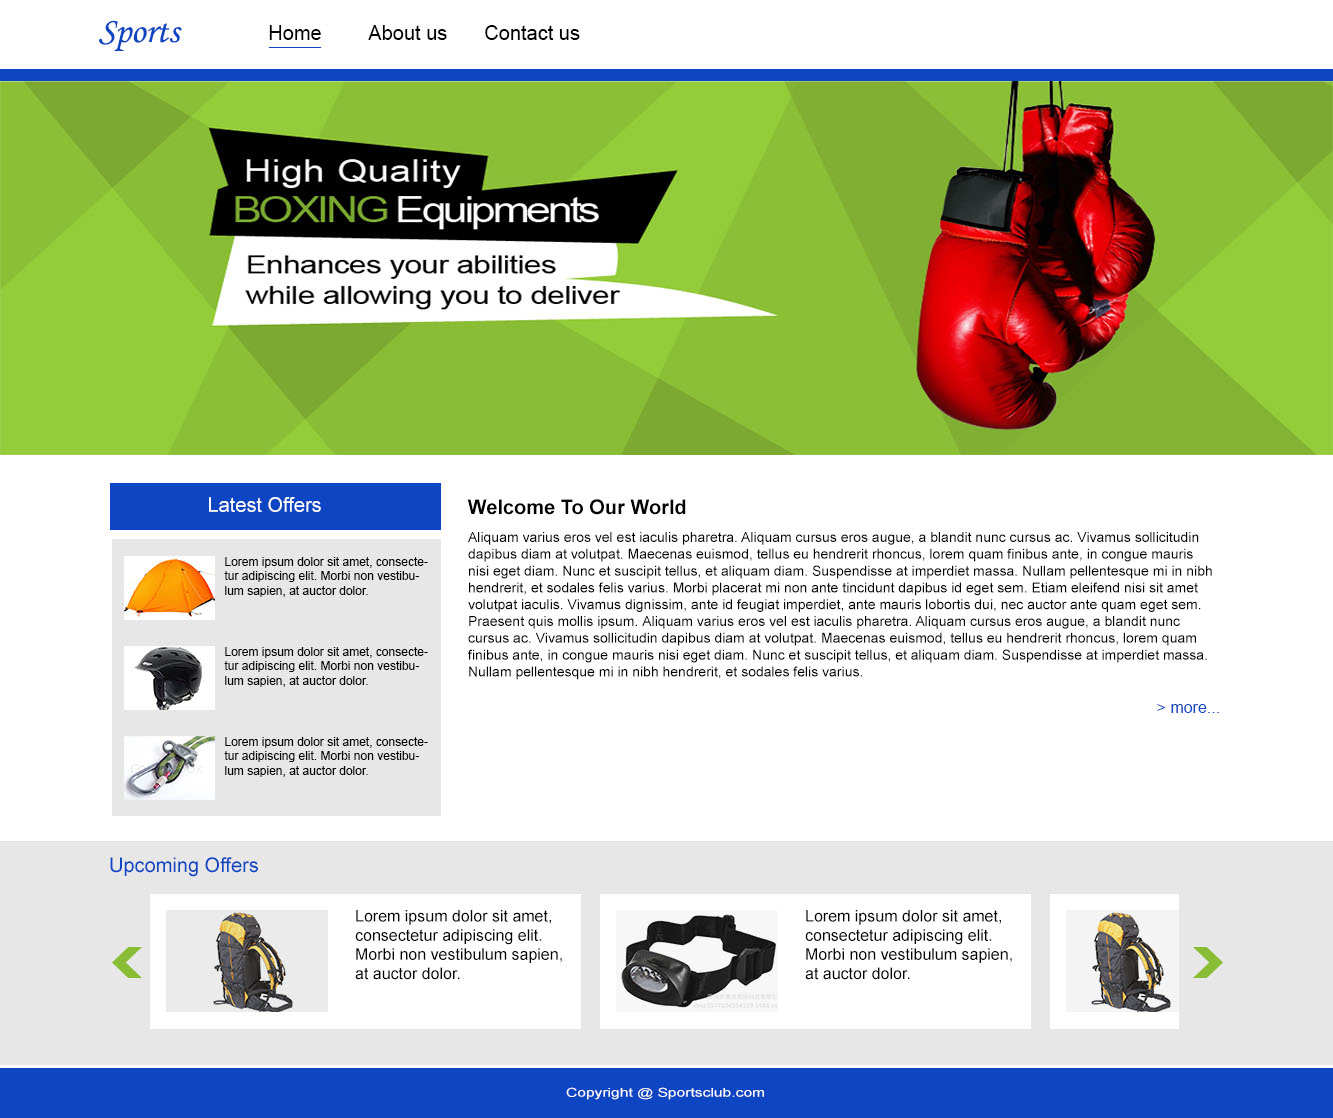 Sports
Home
About us
Contact us
High Quality
BOXING Equipments
Enhances your abilities
while allowing you to deliver
Latest Offers
Lorem ipsum dolor sit amet, consecte-
tur adipiscing elit. Morbi non vestibu-
lum sapien, at auctor dolor.
Lorem ipsum dolor sit amet, consecte-
tur adipiscing elit. Morbi non vestibu-
lum sapien, at auctor dolor.
Lorem ipsum dolor sit amet, consecte-
tur adipiscing elit. Morbi non vestibu-
lum sapien, at auctor dolor.
Welcome To Our World
Aliquam varius eros vel est iaculis pharetra. Aliquam cursus eros augue, a blandit nunc cursus ac. Vivamus sollicitudin
dapibus diam at volutpat. Maecenas euismod, tellus eu hendrerit rhoncus, lorem quam finibus ante, in congue mauris
nisi eget diam. Nunc et suscipit tellus, et aliquam diam. Suspendisse at imperdiet massa. Nullam pellentesque mi in nibh
hendrerit, et sodales felis varius. Morbi placerat mi non ante tincidunt dapibus id eget sem. Etiam eleifend nisi sit amet
volutpat iaculis. Vivamus dignissim, ante id feugiat imperdiet, ante mauris lobortis dui, nec auctor ante quam eget sem.
Praesent quis mollis ipsum. Aliquam varius eros vel est iaculis pharetra. Aliquam cursus eros augue, a blandit nunc
cursus ac. Vivamus sollicitudin dapibus diam at volutpat. Maecenas euismod, tellus eu hendrerit rhoncus, lorem quam
finibus ante, in congue mauris nisi eget diam. Nunc et suscipit tellus, et aliquam diam. Suspendisse at imperdiet massa.
Nullam pellentesque mi in nibh hendrerit, et sodales felis varius.
> more...
Upcoming Offers
Lorem ipsum dolor sit amet,
consectetur adipiscing elit.
Morbi non vestibulum sapien,
at auctor dolor.
Lorem ipsum dolor sit amet,
consectetur adipiscing elit.
Morbi non vestibulum sapien,
at auctor dolor.
Copyright @ Sportsclub.com